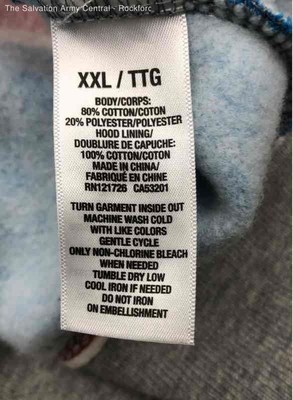 The Salvation Army Central - Rockforc
XXL / TTG
BODY/CORPS:
80% COTTON/COTON
20% POLYESTER/POLYESTER
HOOD LINING/
DOUBLURE DE CAPUCHE:
100% COTTON/COTON
MADE IN CHINA/
FABRIQUÉ EN CHINE
RN121726 CA53201
TURN GARMENT INSIDE OUT
MACHINE WASH COLD
WITH LIKE COLORS
GENTLE CYCLE
ONLY NON-CHLORINE BLEACH
WHEN NEEDED
TUMBLE DRY LOW
COOL IRON IF NEEDED
DO NOT IRON
ON EMBELLISHMENT